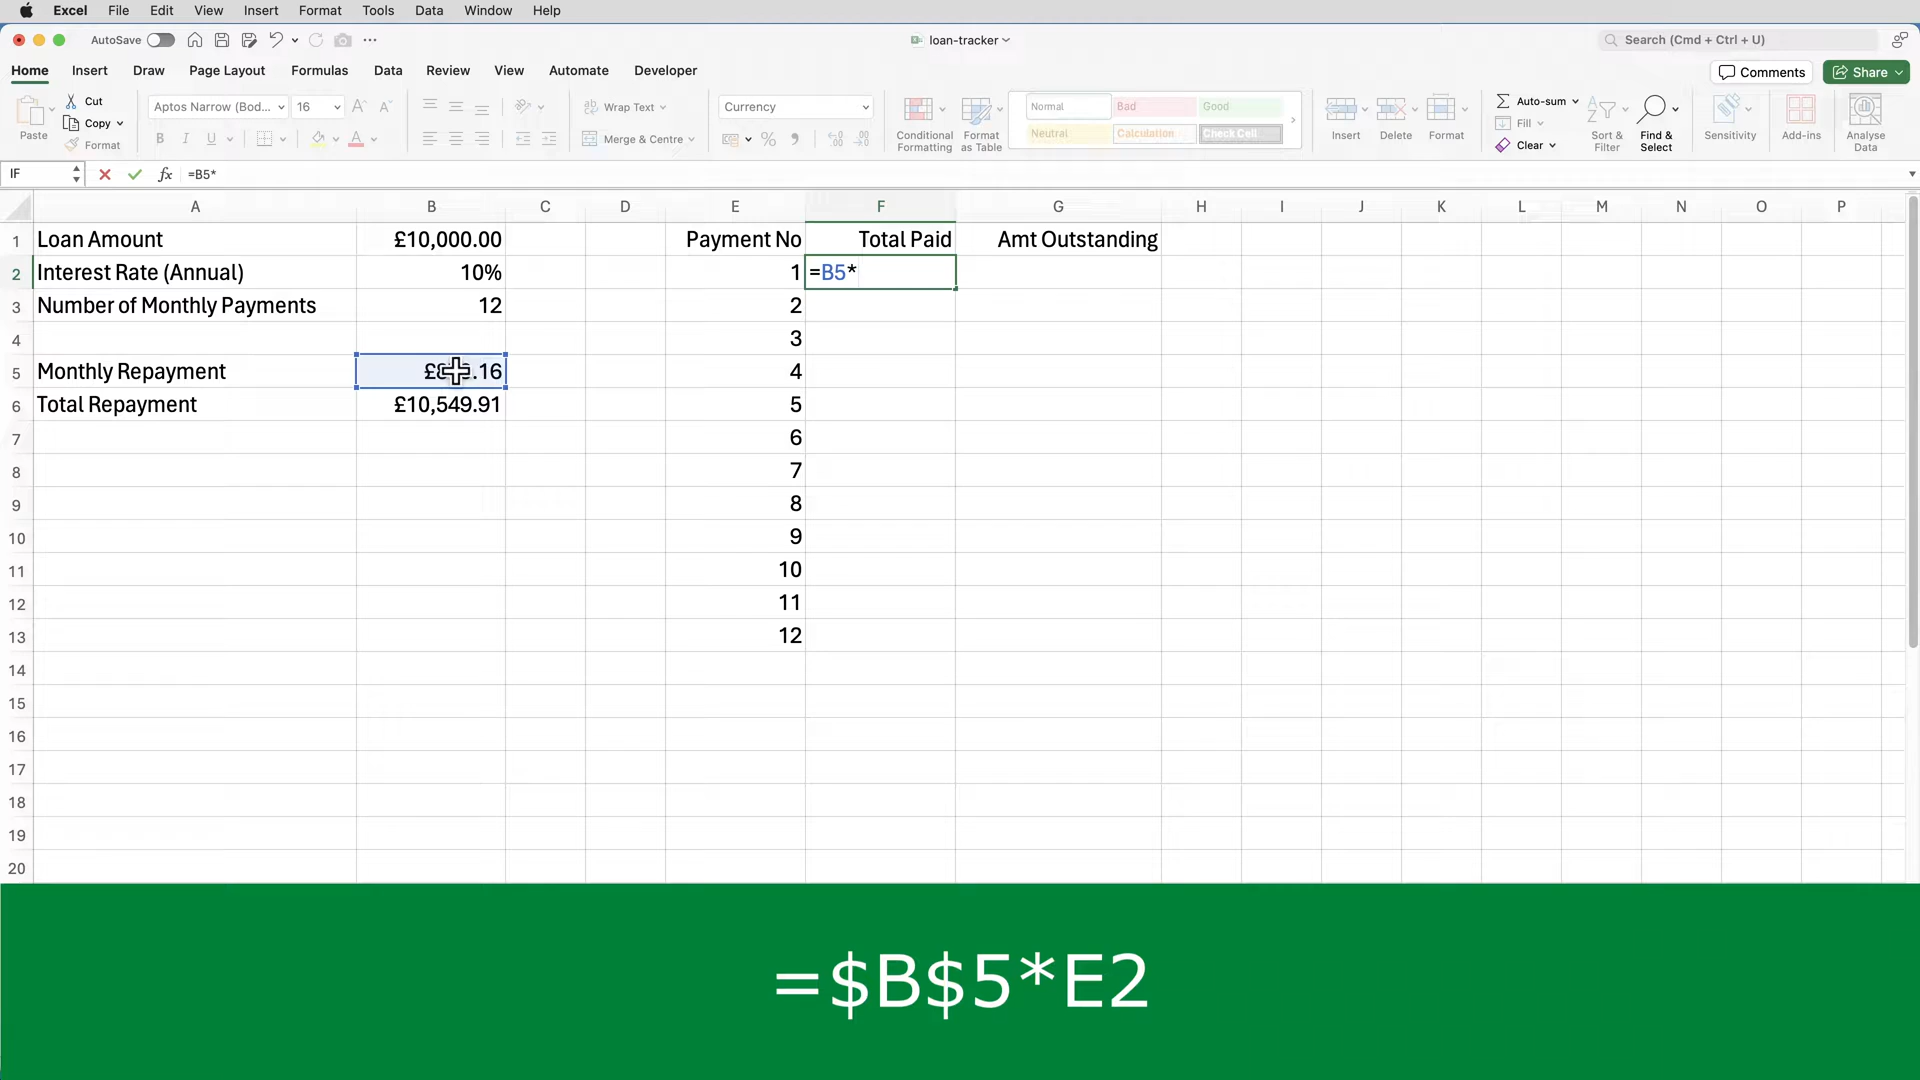 Excel File Edit View Insert Format Tools Data Window Help
AutoSave loan-tracker Search (Cmd + Ctrl + U)
Home Insert Draw Page Layout Formulas Data Review View Automate Developer Comments Share
Paste Cut Copy Format
Aptos Narrow (Bod... 16
Wrap Text
Merge & Centre
Currency
Conditional Formatting
Format as Table
Normal Bad Good
Neutral Calculation Check Cell
Insert Delete Format
Auto-sum
Fill
Clear
Sort & Filter
Find & Select
Sensitivity
Add-ins
Analyse Data
IF fx =B5*
A B C D E F G H I J K L M N O P
1 Loan Amount £10,000.00 Payment No Total Paid Amt Outstanding
2 Interest Rate (Annual) 10% 1 =B5*
3 Number of Monthly Payments 12 2
4 3
5 Monthly Repayment 4
6 Total Repayment £10,549.91 5
7 6
8 7
9 8
10 9
11 10
12 11
13 12
14
15
16
17
18
19
20
=$B$5*E2